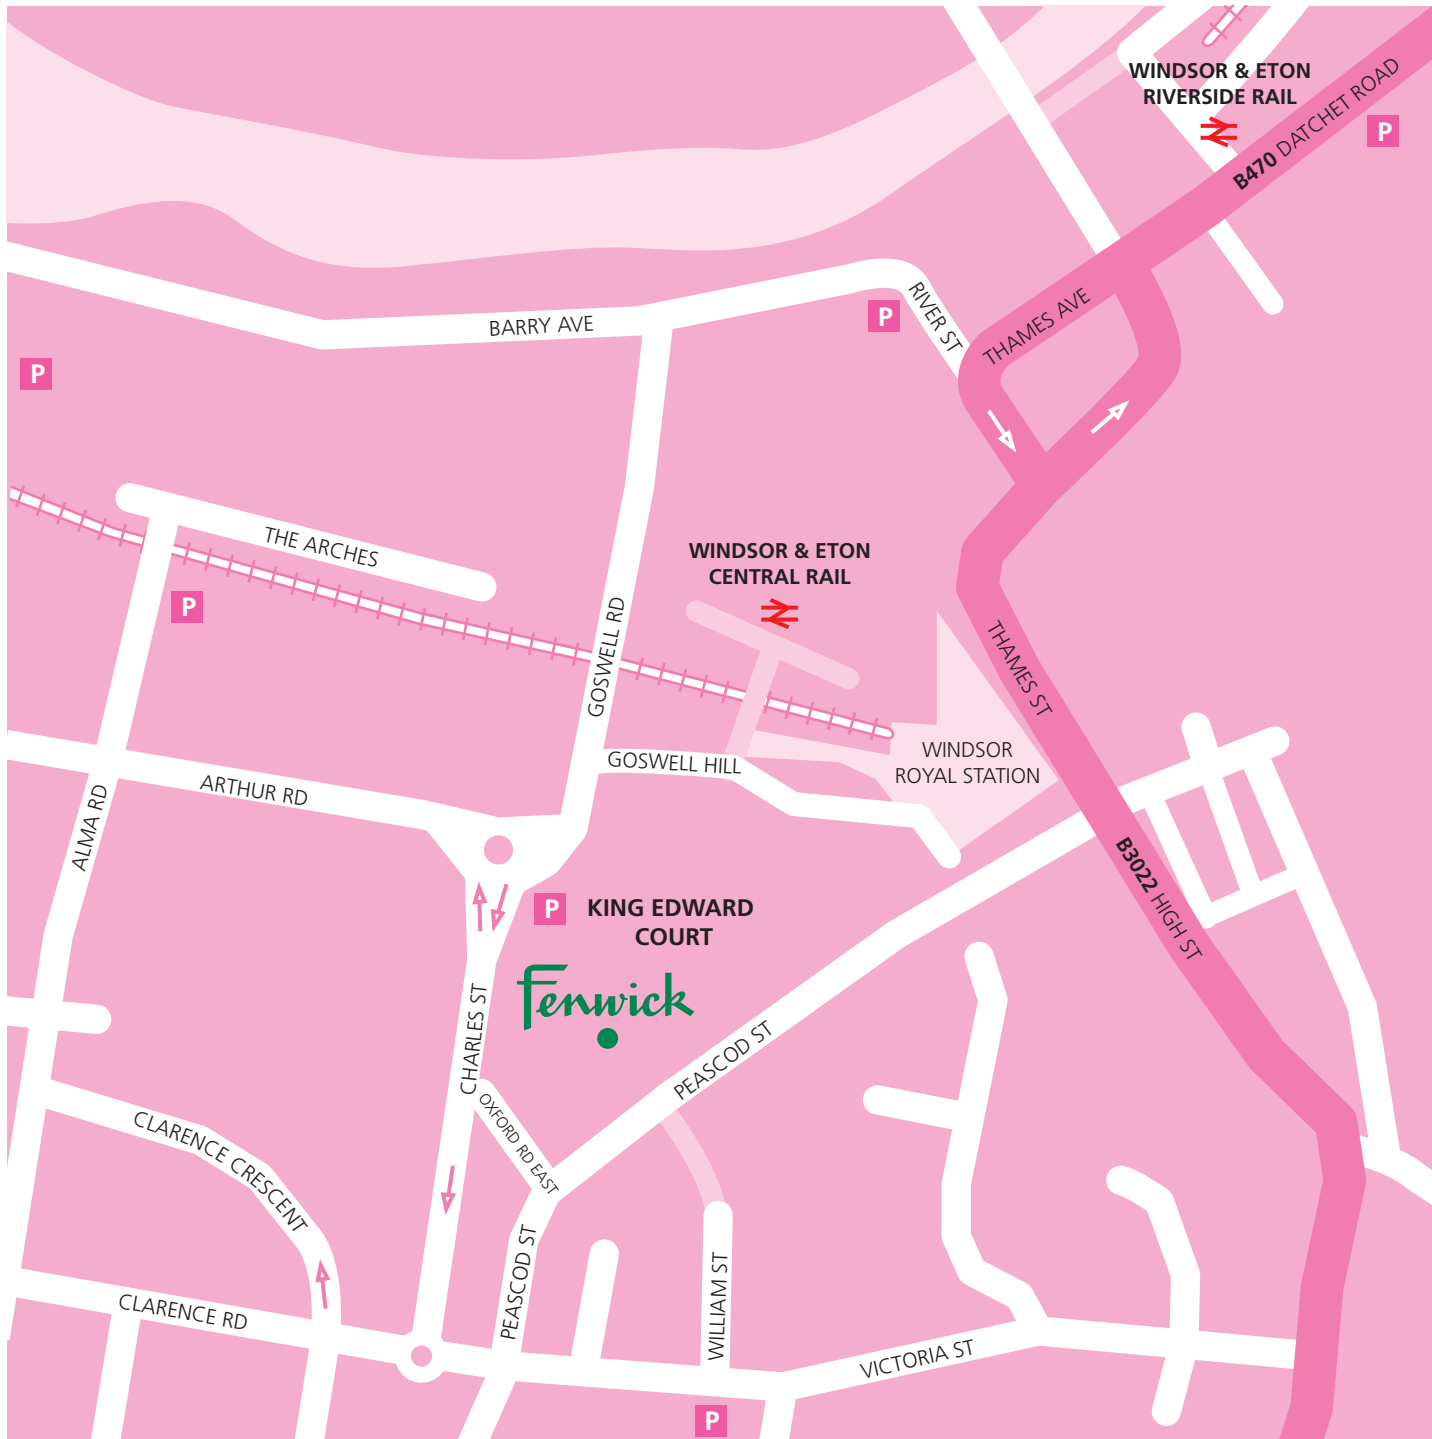 WINDSOR & ETON
RIVERSIDE RAIL
P
B470 DATCHET ROAD
RIVER ST
THAMES AVE
P
BARRY AVE
P
THE ARCHES
WINDSOR & ETON
CENTRAL RAIL
P
GOSWELL RD
THAMES ST
WINDSOR
ROYAL STATION
GOSWELL HILL
ARTHUR RD
ALMA RD
B3022 HIGH ST
P
KING EDWARD
COURT
Fenwick
CHARLES ST
PEASCOD ST
OXFORD RD EAST
CLARENCE CRESCENT
PEASCOD ST
WILLIAM ST
CLARENCE RD
VICTORIA ST
P